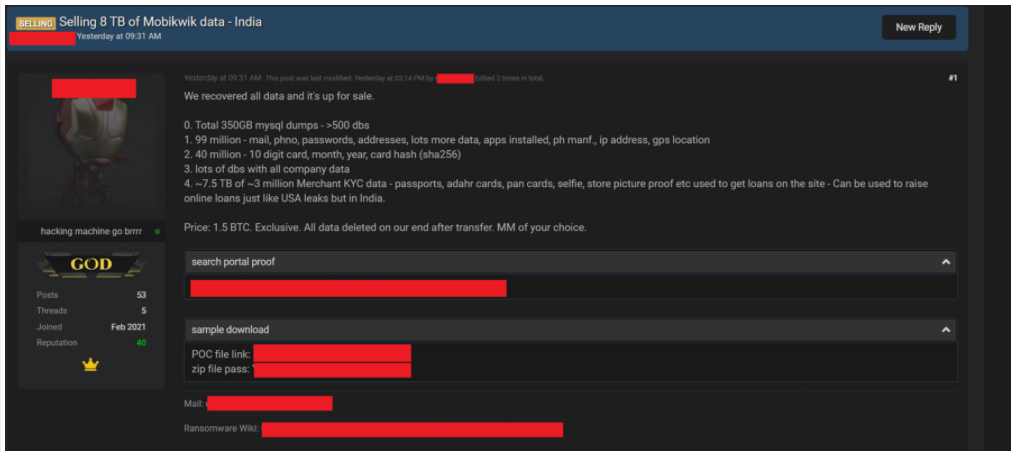 SELLING Selling 8 TB of Mobikwik data - India
Yesterday at 09:31 AM
New Reply
Yesterday at 09:31 AM This post was last modified: Yesterday at 03:14 PM by Edited 2 times in total.
#1
We recovered all data and it's up for sale.
0. Total 350GB mysql dumps - >500 dbs
1. 99 million - mail, phno, passwords, addresses, lots more data, apps installed, ph manf., ip address, gps location
2. 40 million - 10 digit card, month, year, card hash (sha256)
3. lots of dbs with all company data
4. ~7.5 TB of ~3 million Merchant KYC data - passports, adahr cards, pan cards, selfie, store picture proof etc used to get loans on the site - Can be used to raise
online loans just like USA leaks but in India.
Price: 1.5 BTC. Exclusive. All data deleted on our end after transfer. MM of your choice.
hacking machine go brrrr
GOD
Posts 53
Threads 5
Joined Feb 2021
Reputation 40
search portal proof
sample download
POC file link:
zip file pass:
Mail:
Ransomware Wiki: